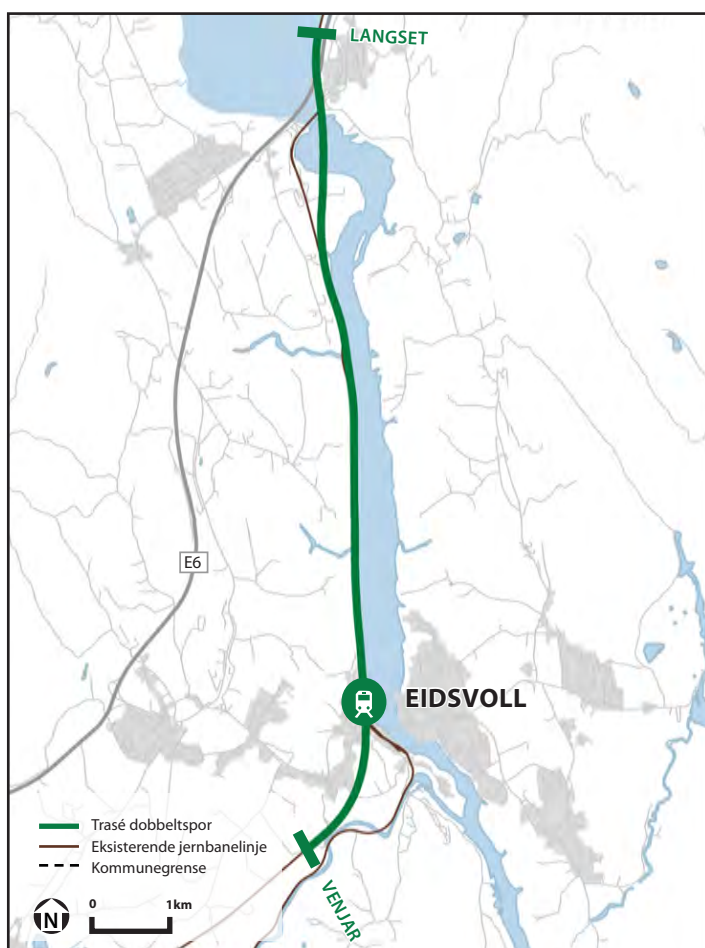 LANGSET
E6
EIDSVOLL
Trasé dobbeltspor
Eksisterende jernbanelinje
Kommunegrense
0 1km
N
VENJAR